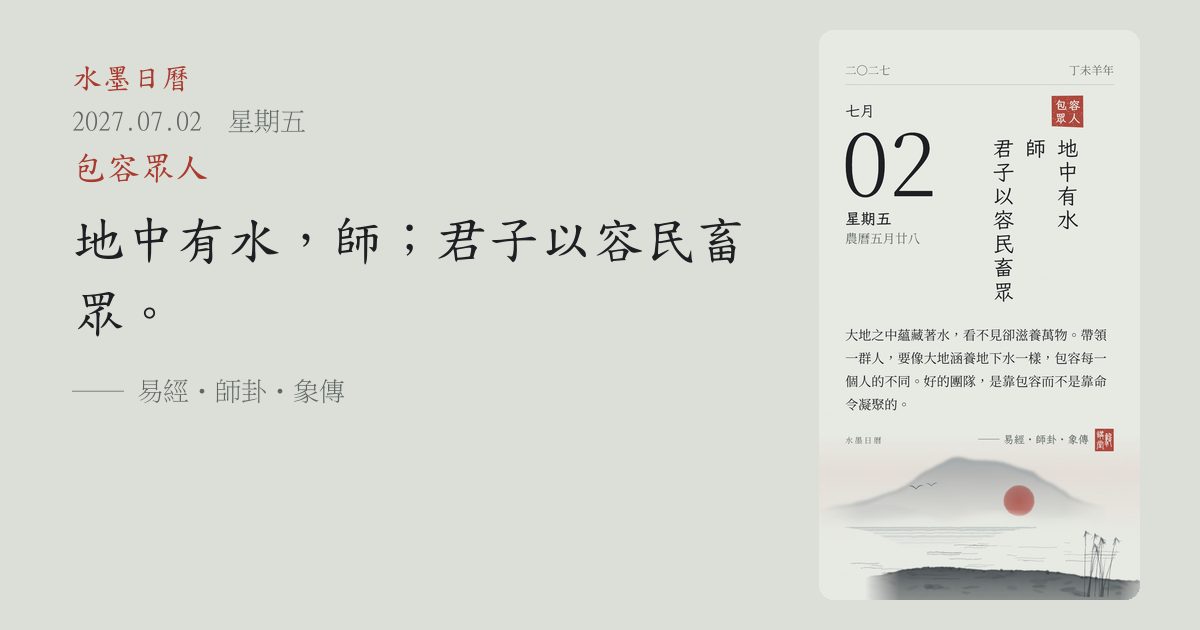 水墨日曆
2027.07.02 星期五
包容眾人
地中有水，師；君子以容民畜
眾。
—— 易經・師卦・象傳
二〇二七
丁未羊年
七月
02
星期五
農曆五月廿八
包容
眾人
地中有水
師
君子以容民畜眾
大地之中蘊藏著水，看不見卻滋養萬物。帶領
一群人，要像大地涵養地下水一樣，包容每一
個人的不同。好的團隊，是靠包容而不是靠命
令凝聚的。
水墨日曆
—— 易經・師卦・象傳